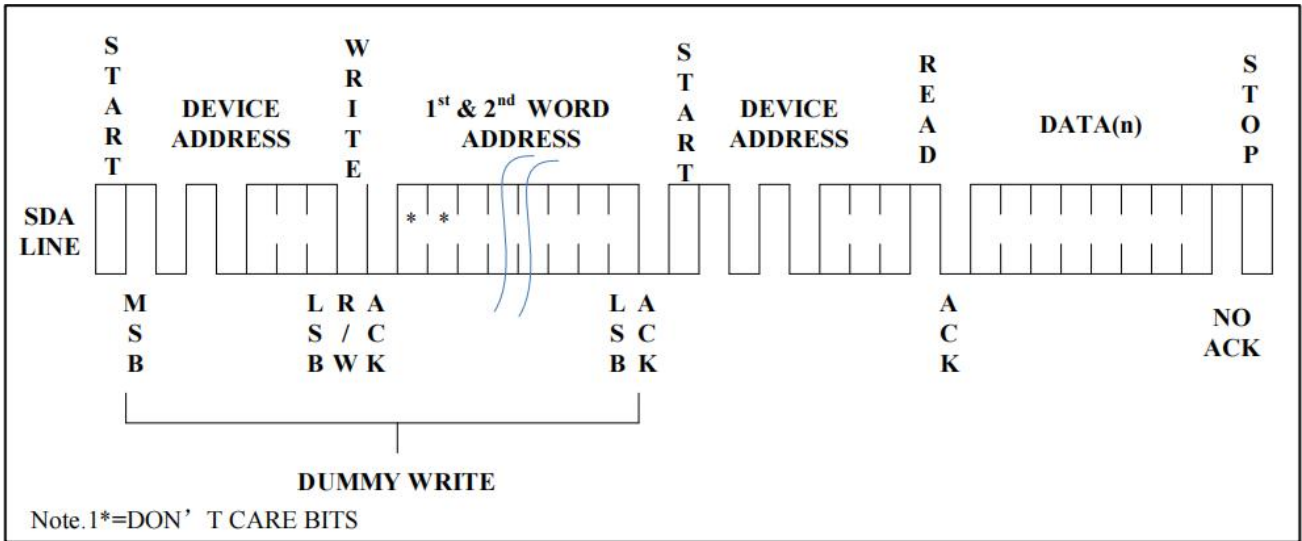 START
WRITE
START
READ
STOP
DEVICE
ADDRESS
1st & 2nd WORD
ADDRESS
DEVICE
ADDRESS
DATA(n)
SDA
LINE
* *
MSB
LSB
R/W
ACK
LSB
ACK
ACK
NO
ACK
DUMMY WRITE
Note.1*=DON’T CARE BITS